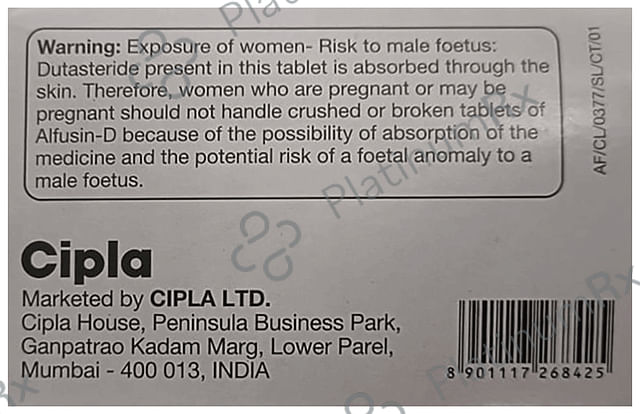 Warning: Exposure of women- Risk to male foetus:
Dutasteride present in this tablet is absorbed through the
skin. Therefore, women who are pregnant or may be
pregnant should not handle crushed or broken tablets of
Alfusin-D because of the possibility of absorption of the
medicine and the potential risk of a foetal anomaly to a
male foetus.
AF/CL/0377/SL/CT/01
Cipla
Marketed by CIPLA LTD.
Cipla House, Peninsula Business Park,
Ganpatrao Kadam Marg, Lower Parel,
Mumbai - 400 013, INDIA
8 901117 268425
PlatinumRx